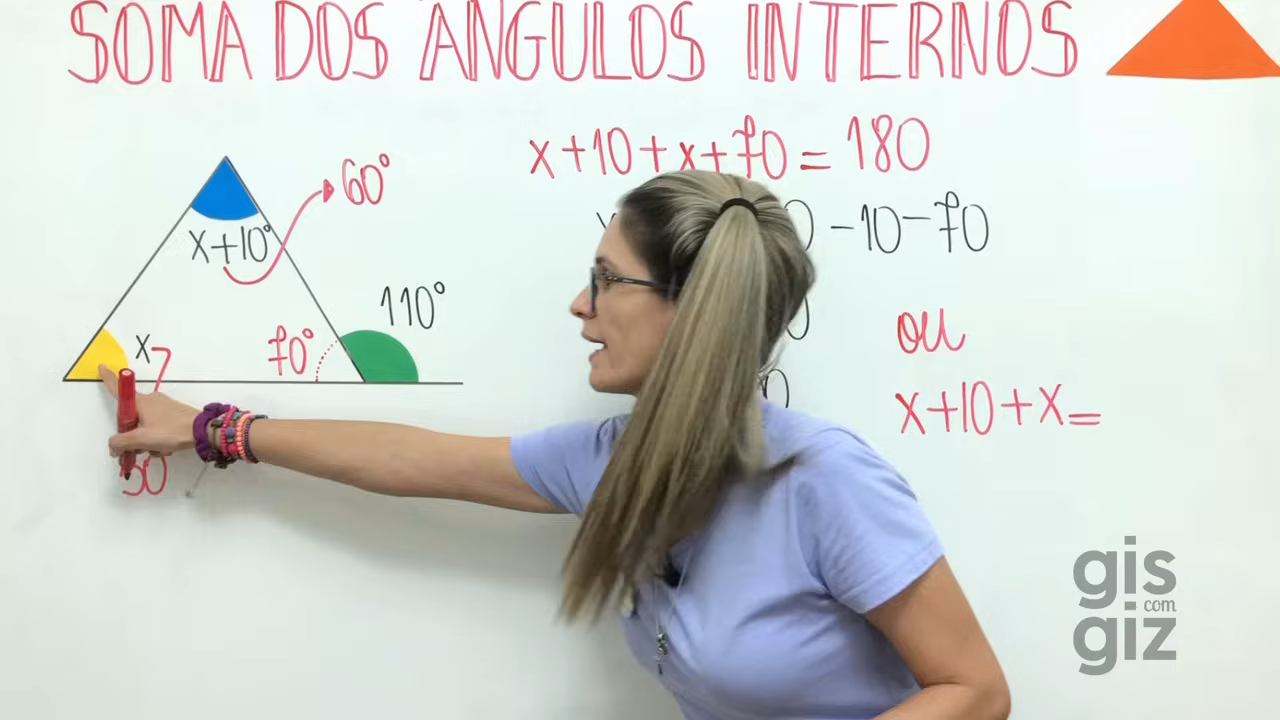 SOMA DOS ÂNGULOS INTERNOS
x+10+x+70=180
-10-70
60°
x+10°
110°
70°
x
ou
x+10+x=
gis
com
giz